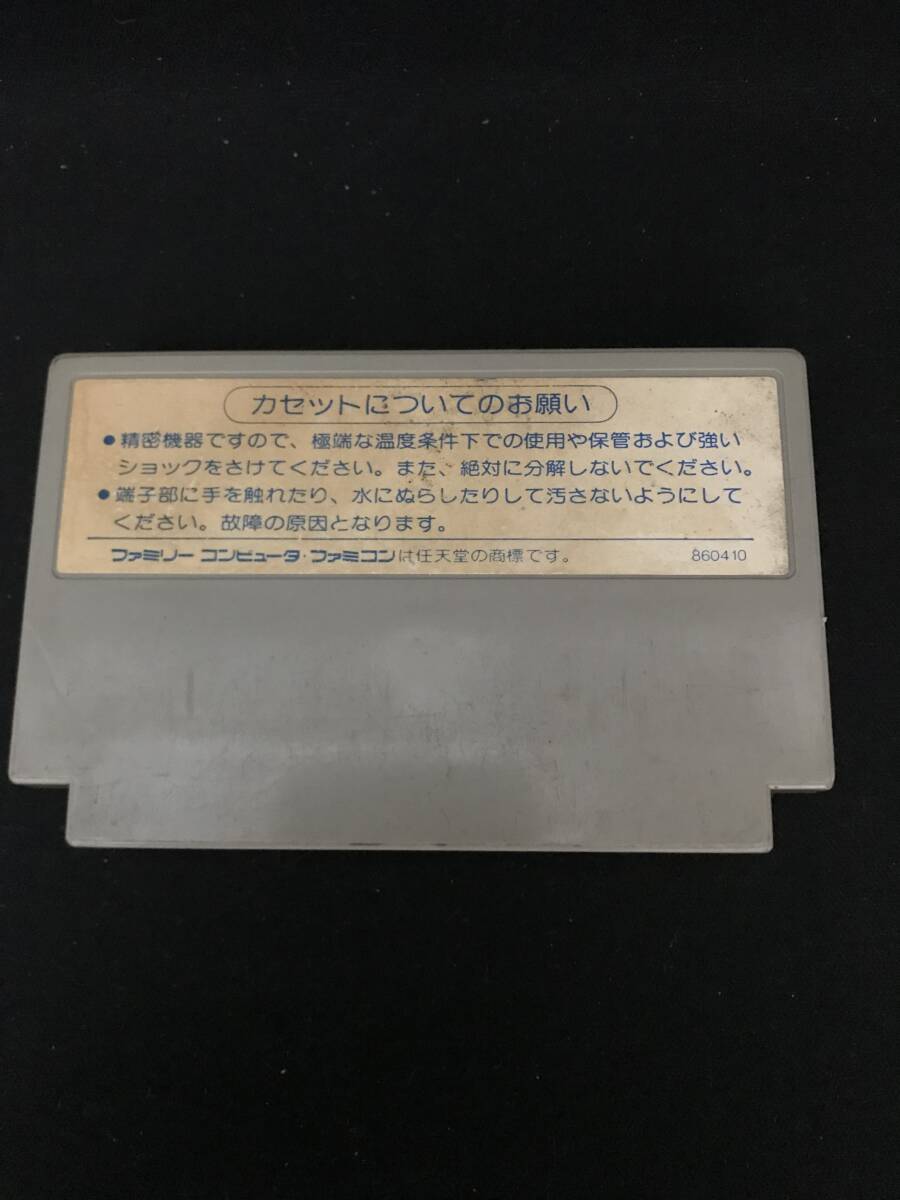 カセットについてのお願い
●精密機器ですので、極端な温度条件下での使用や保管および強い
ショックをさけてください。また、絶対に分解しないでください。
●端子部に手を触れたり、水にぬらしたりして汚さないようにして
ください。故障の原因となります。
ファミリー コンピュータ・ファミコンは任天堂の商標です。 860410